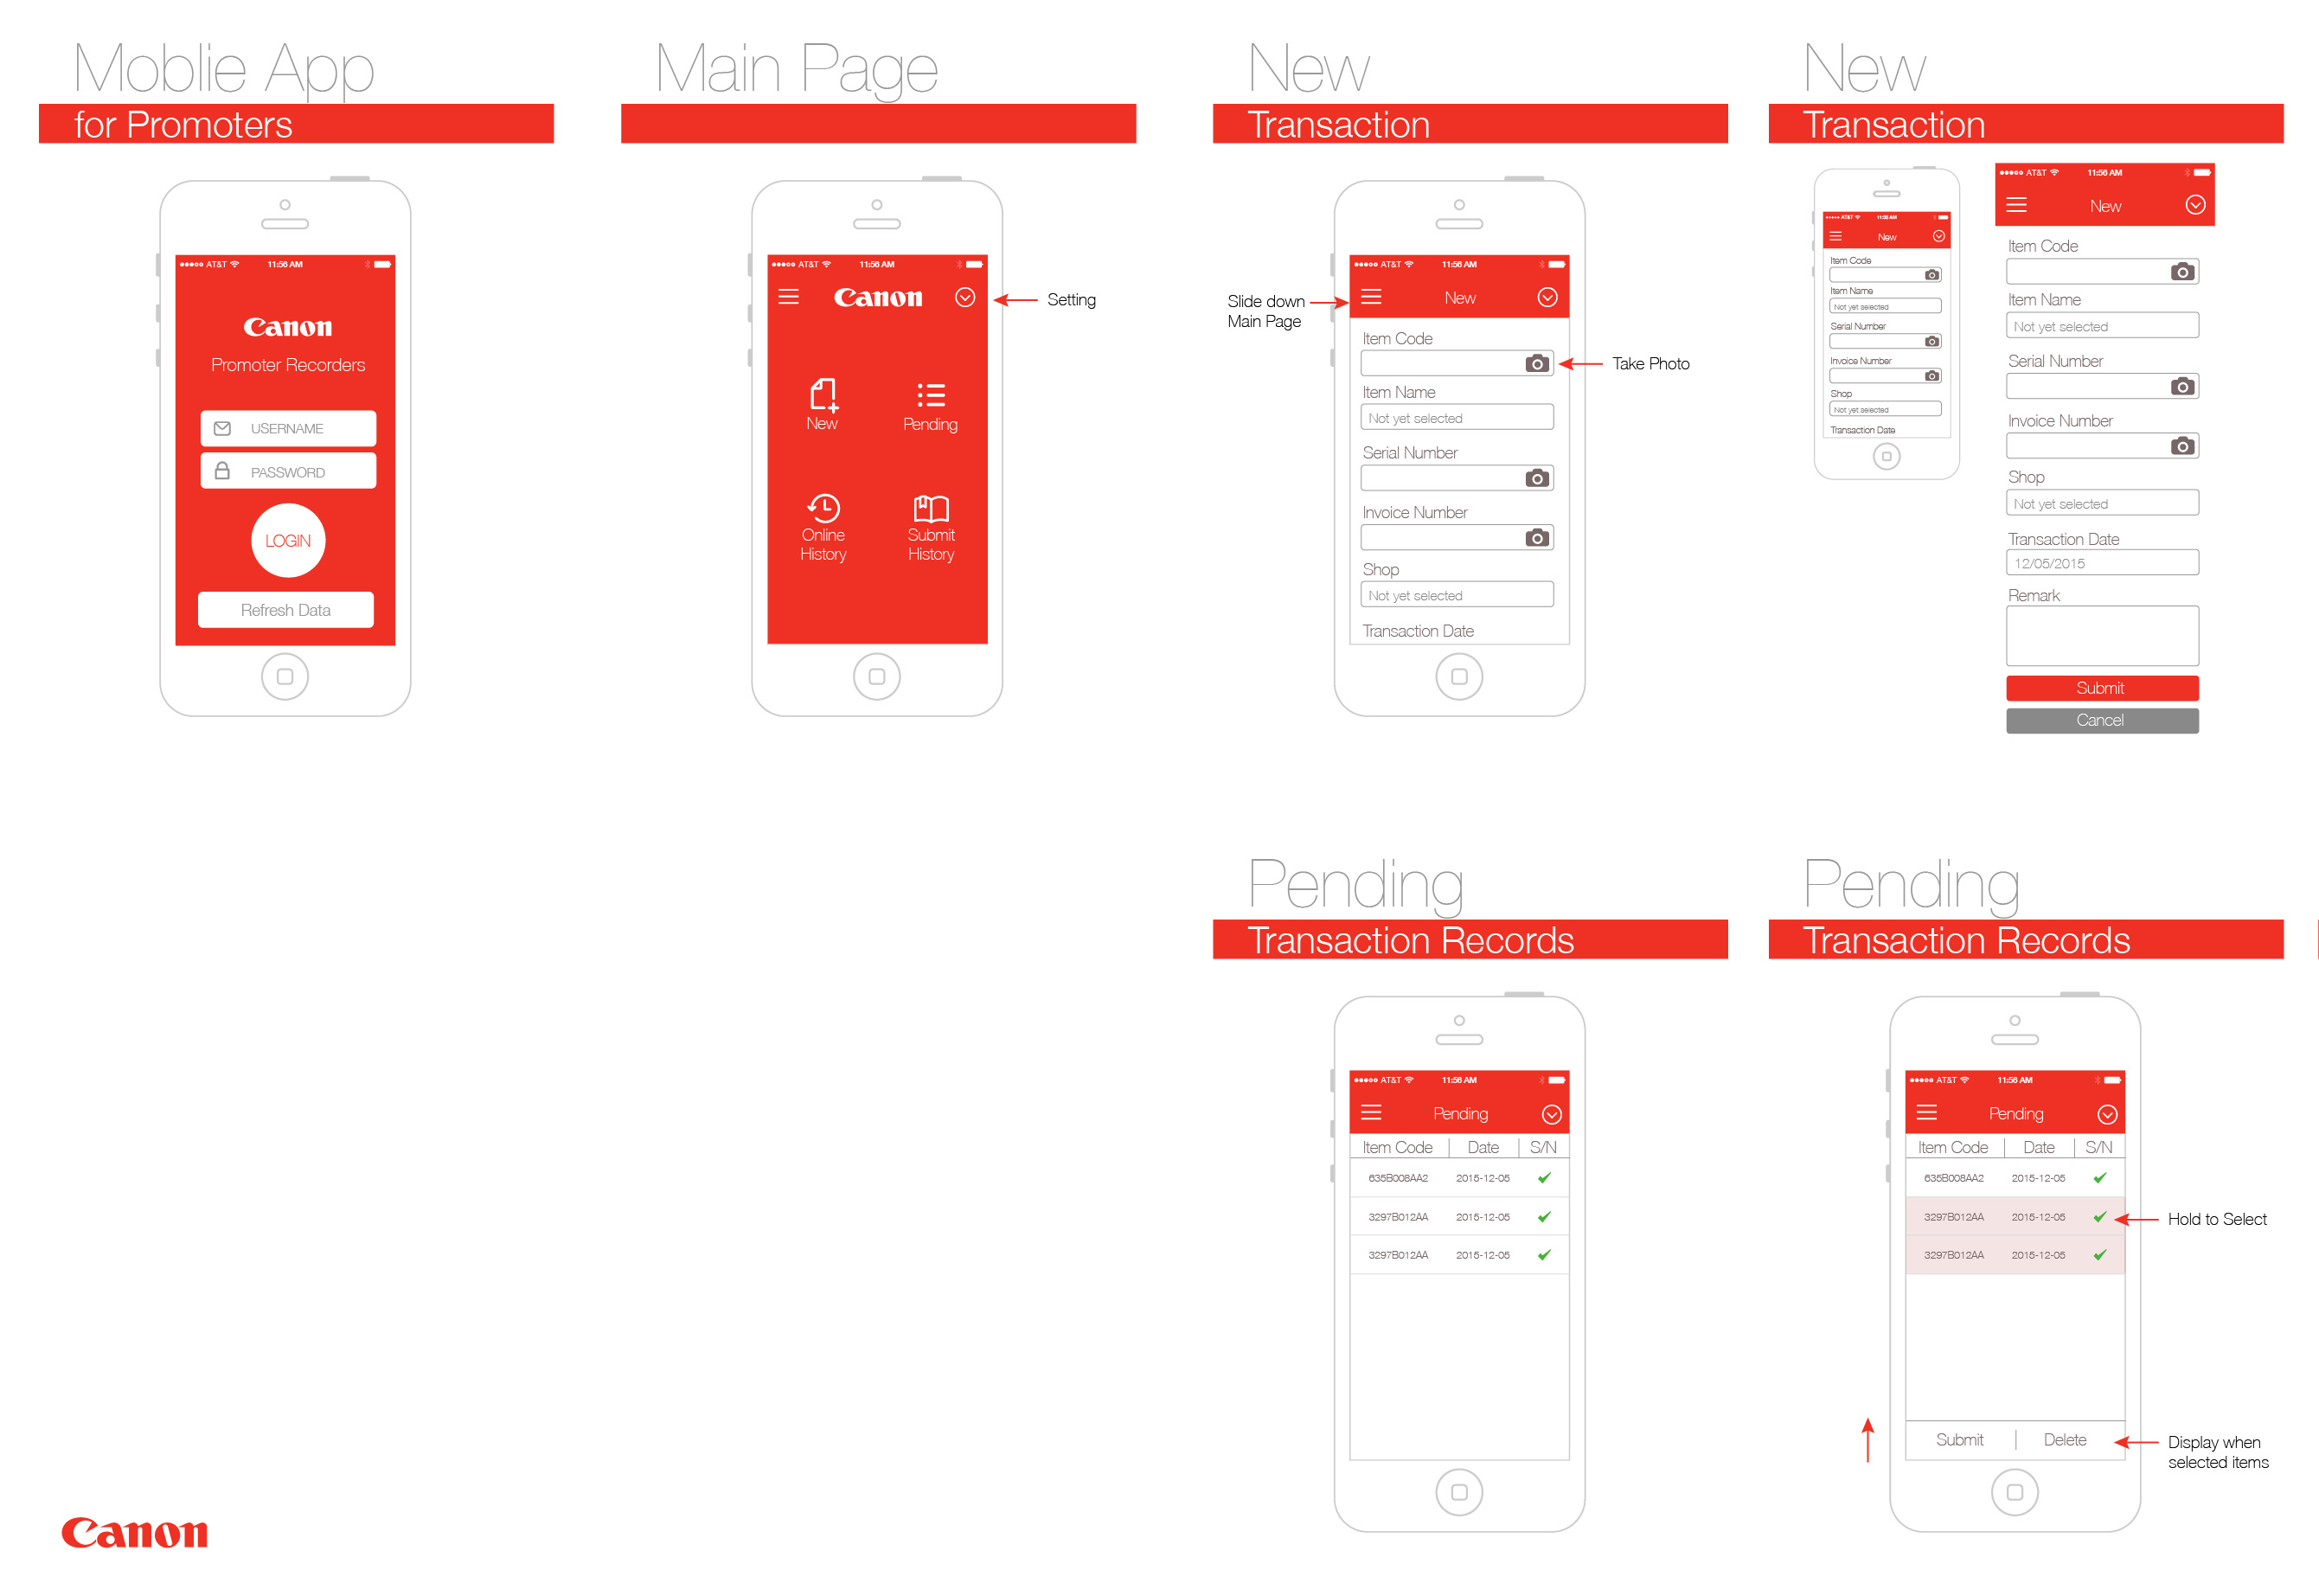 Moblie App
for Promoters
AT&T 11:56 AM
Canon
Promoter Recorders
USERNAME
PASSWORD
LOGIN
Refresh Data
Main Page
AT&T 11:56 AM
Canon
Setting
New
Pending
Online
History
Submit
History
New
Transaction
AT&T 11:56 AM
New
Slide down
Main Page
Item Code
Take Photo
Item Name
Not yet selected
Serial Number
Invoice Number
Shop
Not yet selected
Transaction Date
New
Transaction
AT&T 11:56 AM
New
Item Code
Item Name
Not yet selected
Serial Number
Invoice Number
Shop
Not yet selected
Transaction Date
AT&T 11:56 AM
New
Item Code
Item Name
Not yet selected
Serial Number
Invoice Number
Shop
Not yet selected
Transaction Date
12/05/2015
Remark
Submit
Cancel
Pending
Transaction Records
AT&T 11:56 AM
Pending
Item Code Date S/N
635B008AA2 2015-12-05
3297B012AA 2015-12-05
3297B012AA 2015-12-05
Pending
Transaction Records
AT&T 11:56 AM
Pending
Item Code Date S/N
635B008AA2 2015-12-05
3297B012AA 2015-12-05
Hold to Select
3297B012AA 2015-12-05
Submit Delete
Display when
selected items
Canon